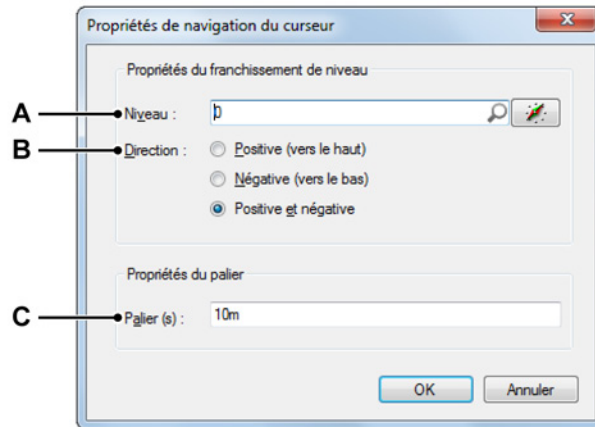 Propriétés de navigation du curseur
Propriétés du franchissement de niveau
A
Niveau :
0
B
Direction :
Positive (vers le haut)
Négative (vers le bas)
Positive et négative
Propriétés du palier
C
Palier (s) :
10m
OK
Annuler